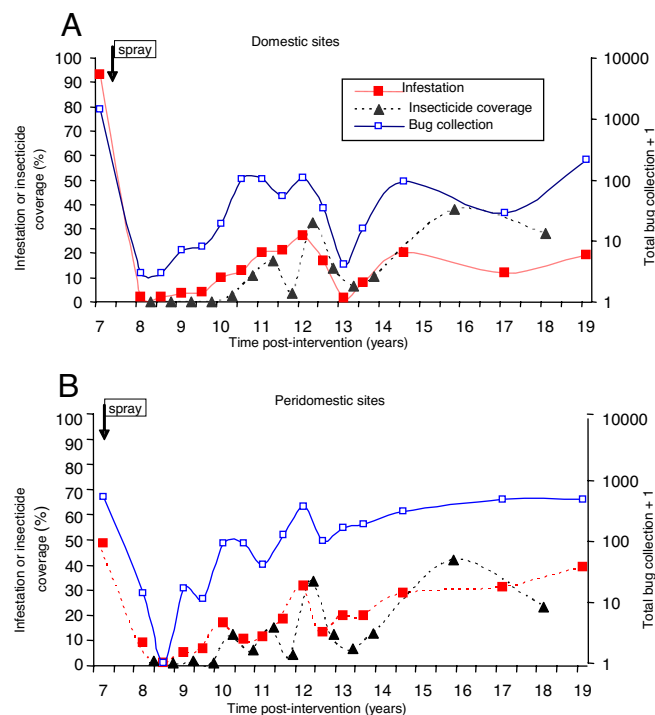 A
spray
Domestic sites
Infestation
Insecticide coverage
Bug collection
Infestation or insecticide
coverage (%)
100
90
80
70
60
50
40
30
20
10
0
10000
1000
100
10
1
Total bug collection + 1
7 8 9 10 11 12 13 14 15 16 17 18 19
Time post-intervention (years)
B
spray
Peridomestic sites
Infestation or insecticide
coverage (%)
100
90
80
70
60
50
40
30
20
10
0
10000
1000
100
10
1
Total bug collection + 1
7 8 9 10 11 12 13 14 15 16 17 18 19
Time post-intervention (years)